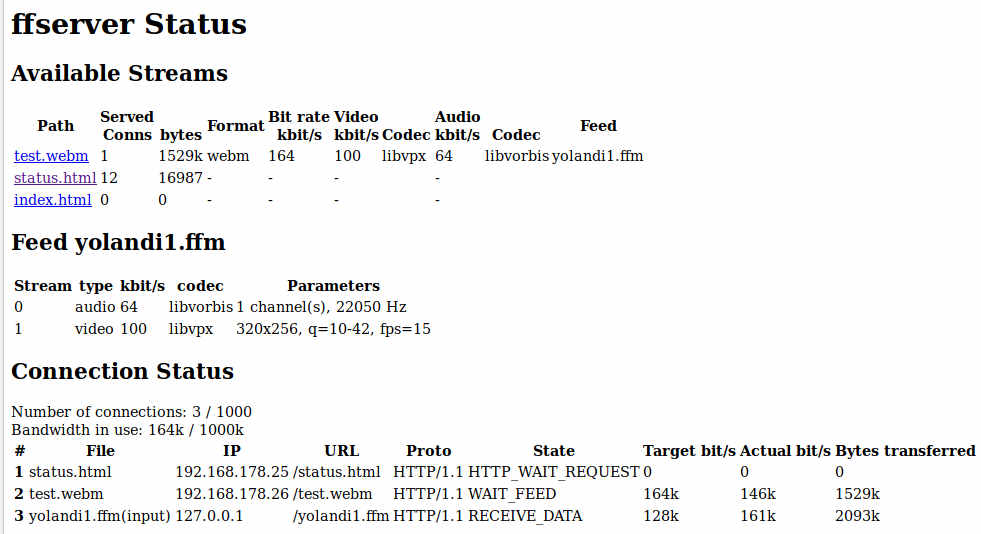 ffserver Status
Available Streams
Path Served Conns bytes Format Bit rate kbit/s Video kbit/s Codec Audio kbit/s Codec Feed
test.webm 1 1529k webm 164 100 libvpx 64 libvorbis yolandi1.ffm
status.html 12 16987 - - - -
index.html 0 0 - - - -
Feed yolandi1.ffm
Stream type kbit/s codec Parameters
0 audio 64 libvorbis 1 channel(s), 22050 Hz
1 video 100 libvpx 320x256, q=10-42, fps=15
Connection Status
Number of connections: 3 / 1000
Bandwidth in use: 164k / 1000k
# File IP URL Proto State Target bit/s Actual bit/s Bytes transferred
1 status.html 192.168.178.25 /status.html HTTP/1.1 HTTP_WAIT_REQUEST 0 0 0
2 test.webm 192.168.178.26 /test.webm HTTP/1.1 WAIT_FEED 164k 146k 1529k
3 yolandi1.ffm(input) 127.0.0.1 /yolandi1.ffm HTTP/1.1 RECEIVE_DATA 128k 161k 2093k